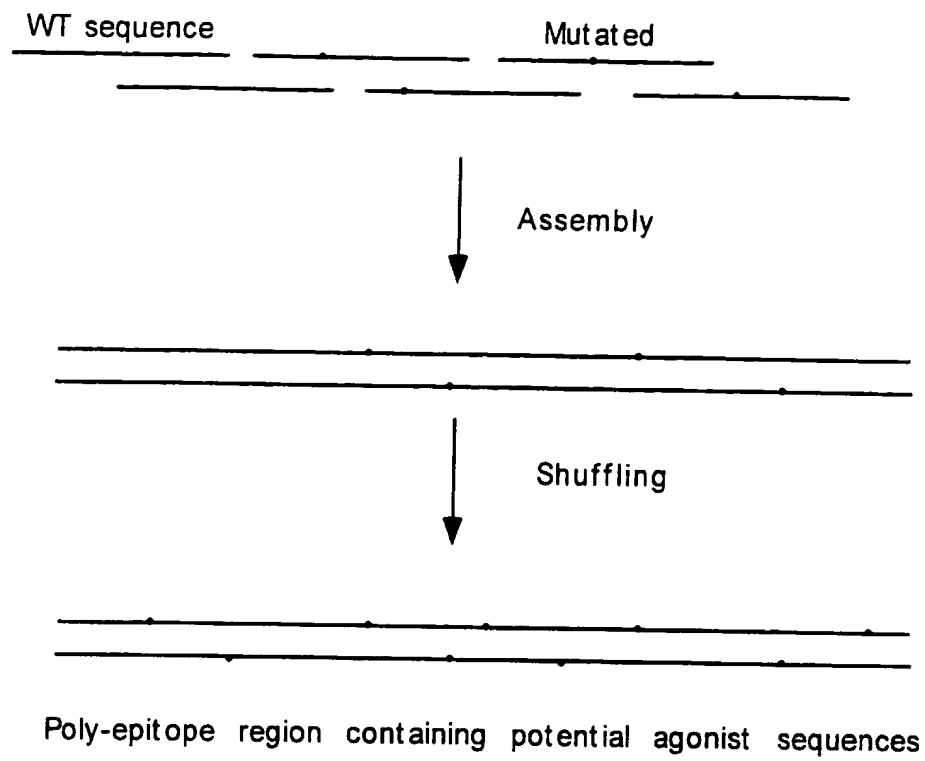 WT sequence
Mutated
Assembly
Shuffling
Poly-epitope region containing potential agonist sequences